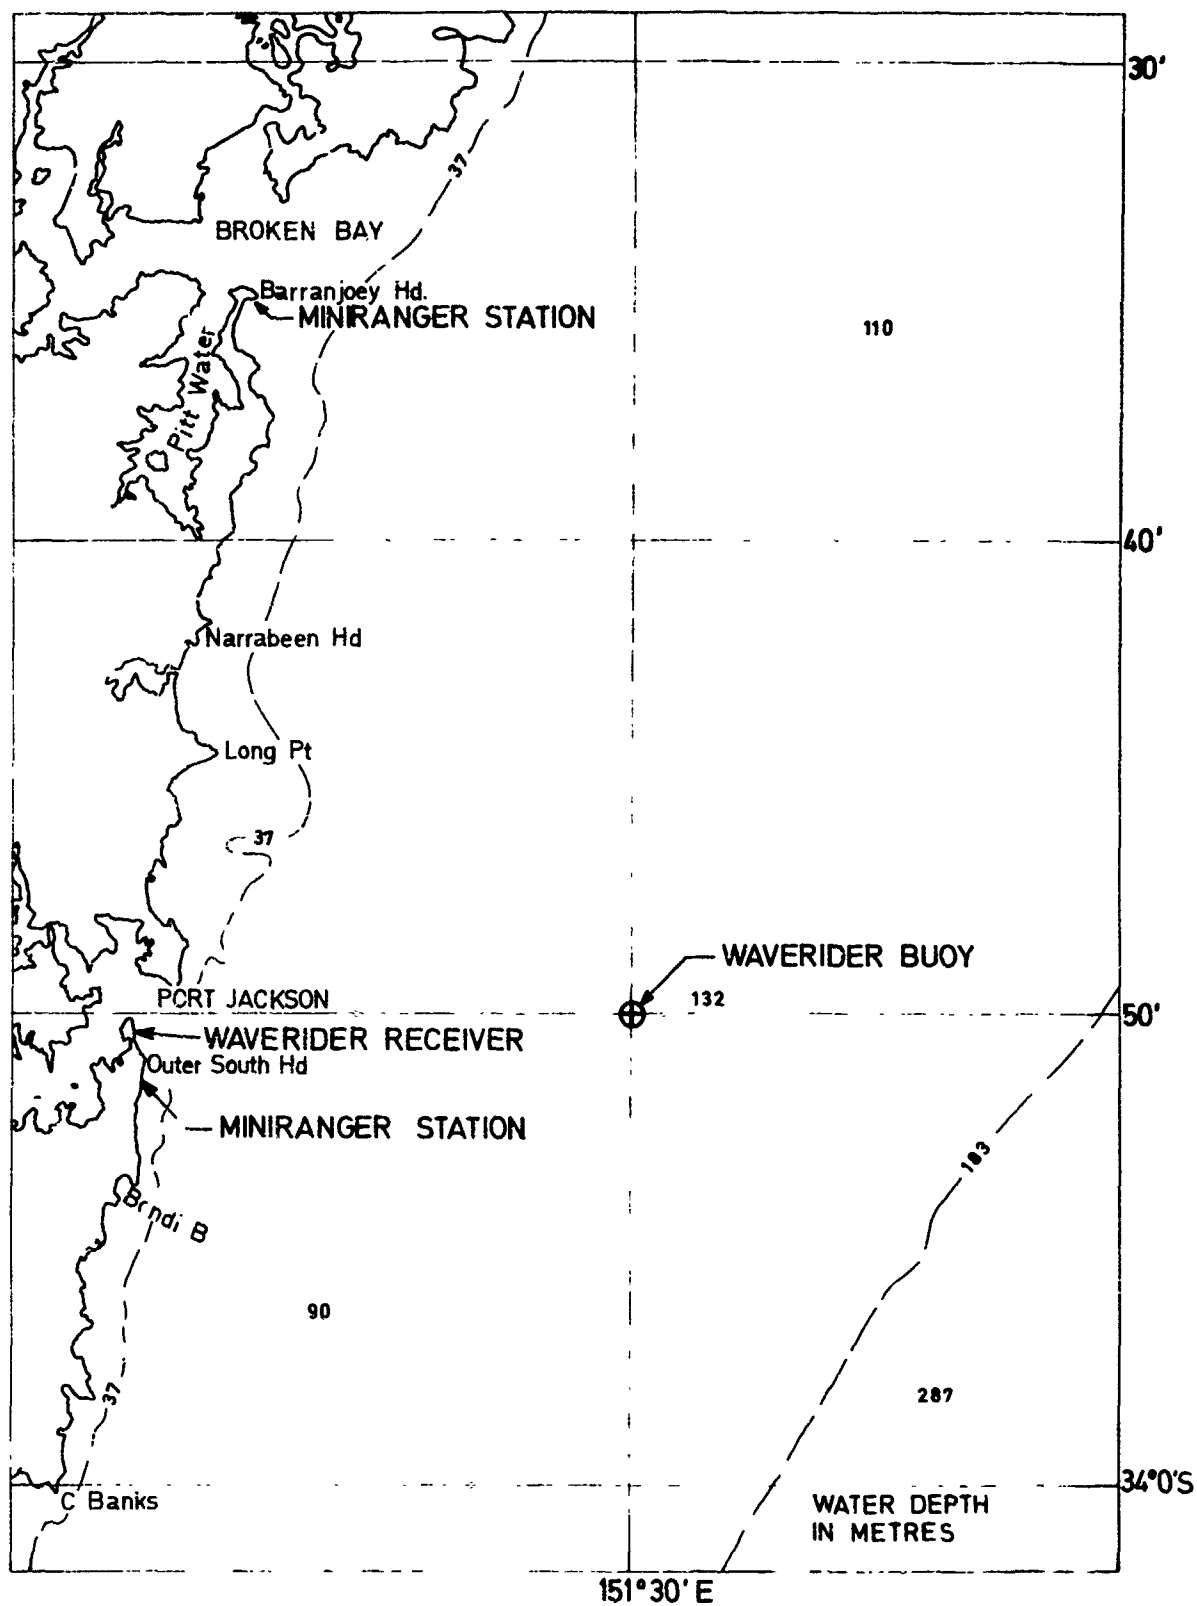 30'
37
BROKEN BAY
Barranjoey Hd.
MINIRANGER STATION
110
Pitt Water
40'
Narrabeen Hd
Long Pt
37
WAVERIDER BUOY
132
PORT JACKSON
50'
WAVERIDER RECEIVER
Outer South Hd
MINIRANGER STATION
183
Bondi B
90
37
287
34°0'S
C Banks
WATER DEPTH
IN METRES
151°30' E